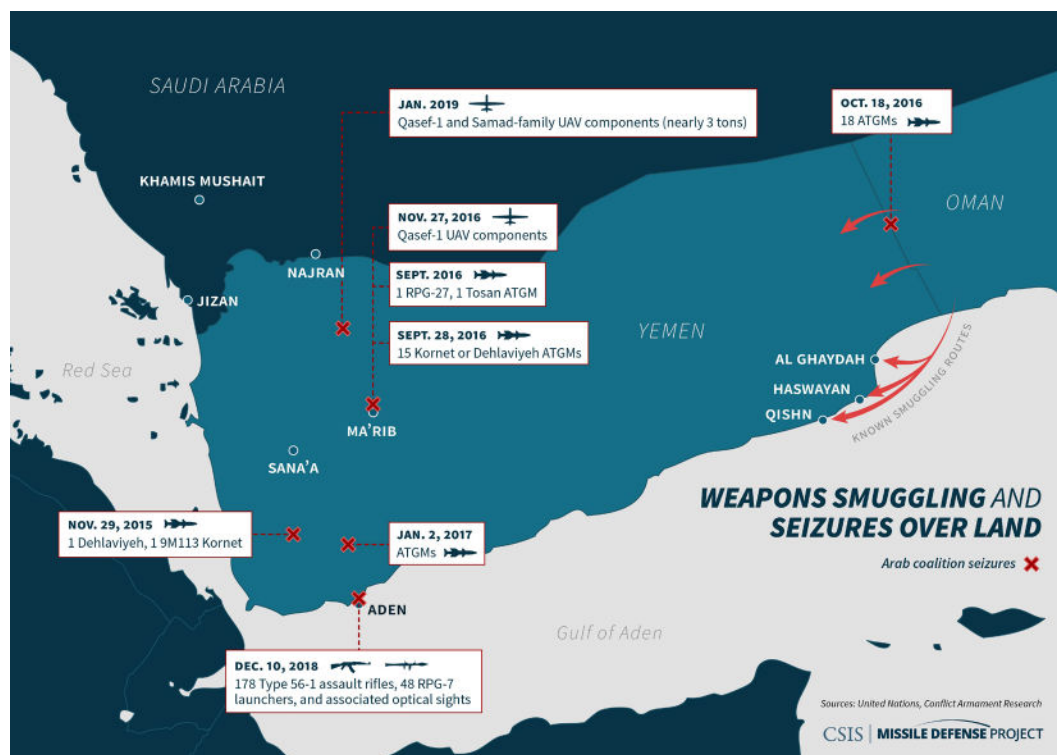 SAUDI ARABIA
JAN. 2019
Qasef-1 and Samad-family UAV components (nearly 3 tons)
OCT. 18, 2016
18 ATGMs
KHAMIS MUSHAIT
OMAN
NOV. 27, 2016
Qasef-1 UAV components
NAJRAN
SEPT. 2016
1 RPG-27, 1 Tosan ATGM
JIZAN
SEPT. 28, 2016
15 Kornet or Dehlaviyeh ATGMs
YEMEN
Red Sea
AL GHAYDAH
HASWAYAN
QISHN
KNOWN SMUGGLING ROUTES
MA'RIB
SANA'A
WEAPONS SMUGGLING AND
SEIZURES OVER LAND
Arab coalition seizures
NOV. 29, 2015
1 Dehlaviyeh, 1 9M113 Kornet
JAN. 2, 2017
ATGMs
ADEN
Gulf of Aden
DEC. 10, 2018
178 Type 56-1 assault rifles, 48 RPG-7
launchers, and associated optical sights
Sources: United Nations, Conflict Armament Research
CSIS | MISSILE DEFENSE PROJECT